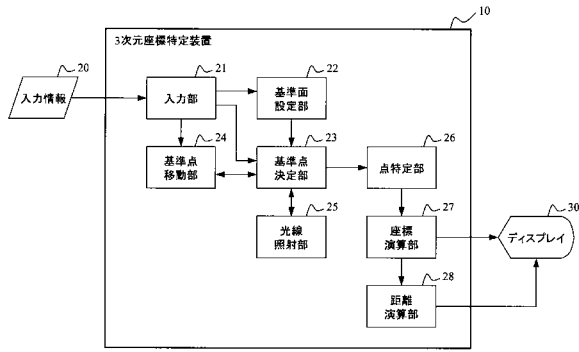 10
3次元座標特定装置
20
入力情報
21
入力部
22
基準面
設定部
24
基準点
移動部
23
基準点
決定部
26
点特定部
25
光線
照射部
27
座標
演算部
30
ディスプレイ
28
距離
演算部